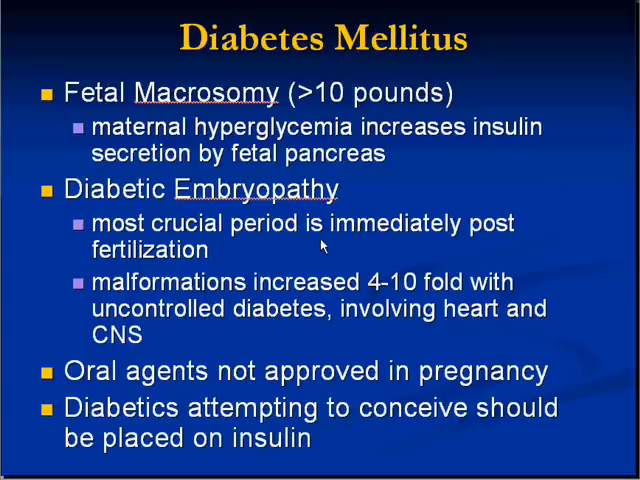 Diabetes Mellitus
Fetal Macrosomy (>10 pounds)
maternal hyperglycemia increases insulin
secretion by fetal pancreas
Diabetic Embryopathy
most crucial period is immediately post
fertilization
malformations increased 4-10 fold with
uncontrolled diabetes, involving heart and
CNS
Oral agents not approved in pregnancy
Diabetics attempting to conceive should
be placed on insulin